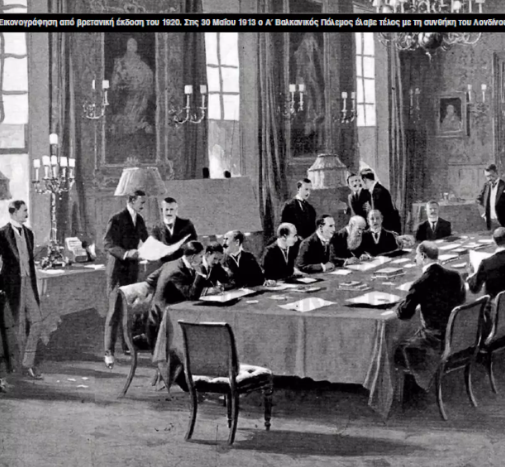 Εικονογράφηση από βρετανική έκδοση του 1920. Στις 30 Μαΐου 1913 ο Α' Βαλκανικός Πόλεμος έλαβε τέλος με τη συνθήκη του Λονδίνου